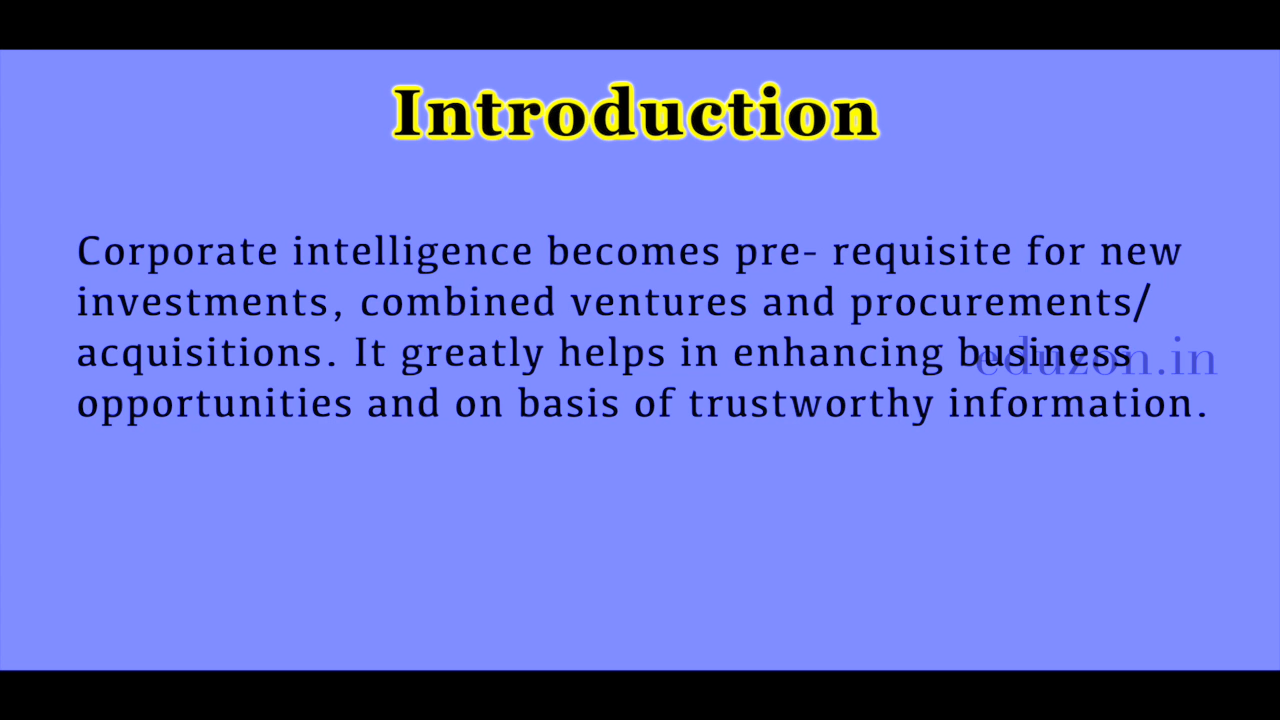 Introduction
Corporate intelligence becomes pre- requisite for new
investments, combined ventures and procurements/
acquisitions. It greatly helps in enhancing business
eduzon.in
opportunities and on basis of trustworthy information.